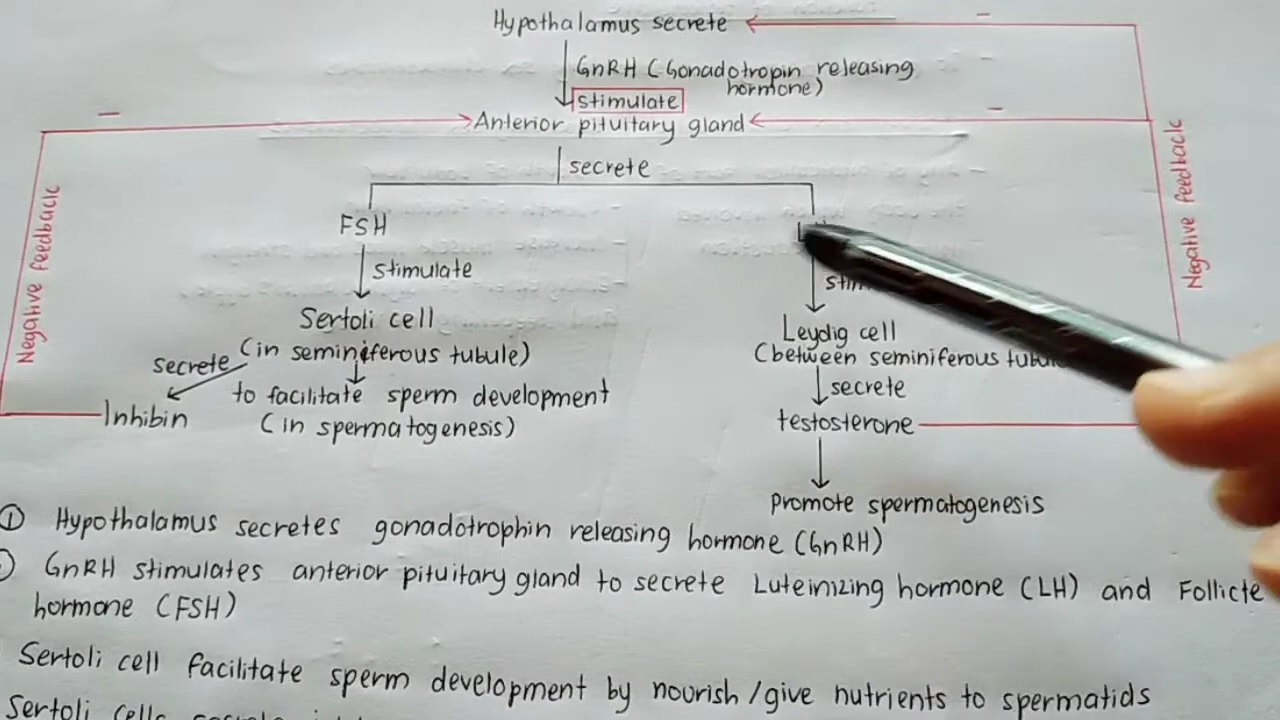 Hypothalamus secrete
GnRH (Gonadotropin releasing
hormone)
stimulate
Anterior pituitary gland
secrete
FSH
stimulate
stimulate
Sertoli cell
Leydig cell
(in seminiferous tubule)
(between seminiferous
secrete
secrete
to facilitate sperm development
(in spermatogenesis)
Inhibin
testosterone
Promote spermatogenesis
Negative feedback
Negative feedback
① Hypothalamus secretes gonadotrophin releasing hormone (GnRH)
GnRH stimulates anterior pituitary gland to secrete Luteinizing hormone (LH) and Follicle
hormone (FSH)
Sertoli cell facilitate sperm development by nourish/give nutrients to spermatids
Sertoli cells